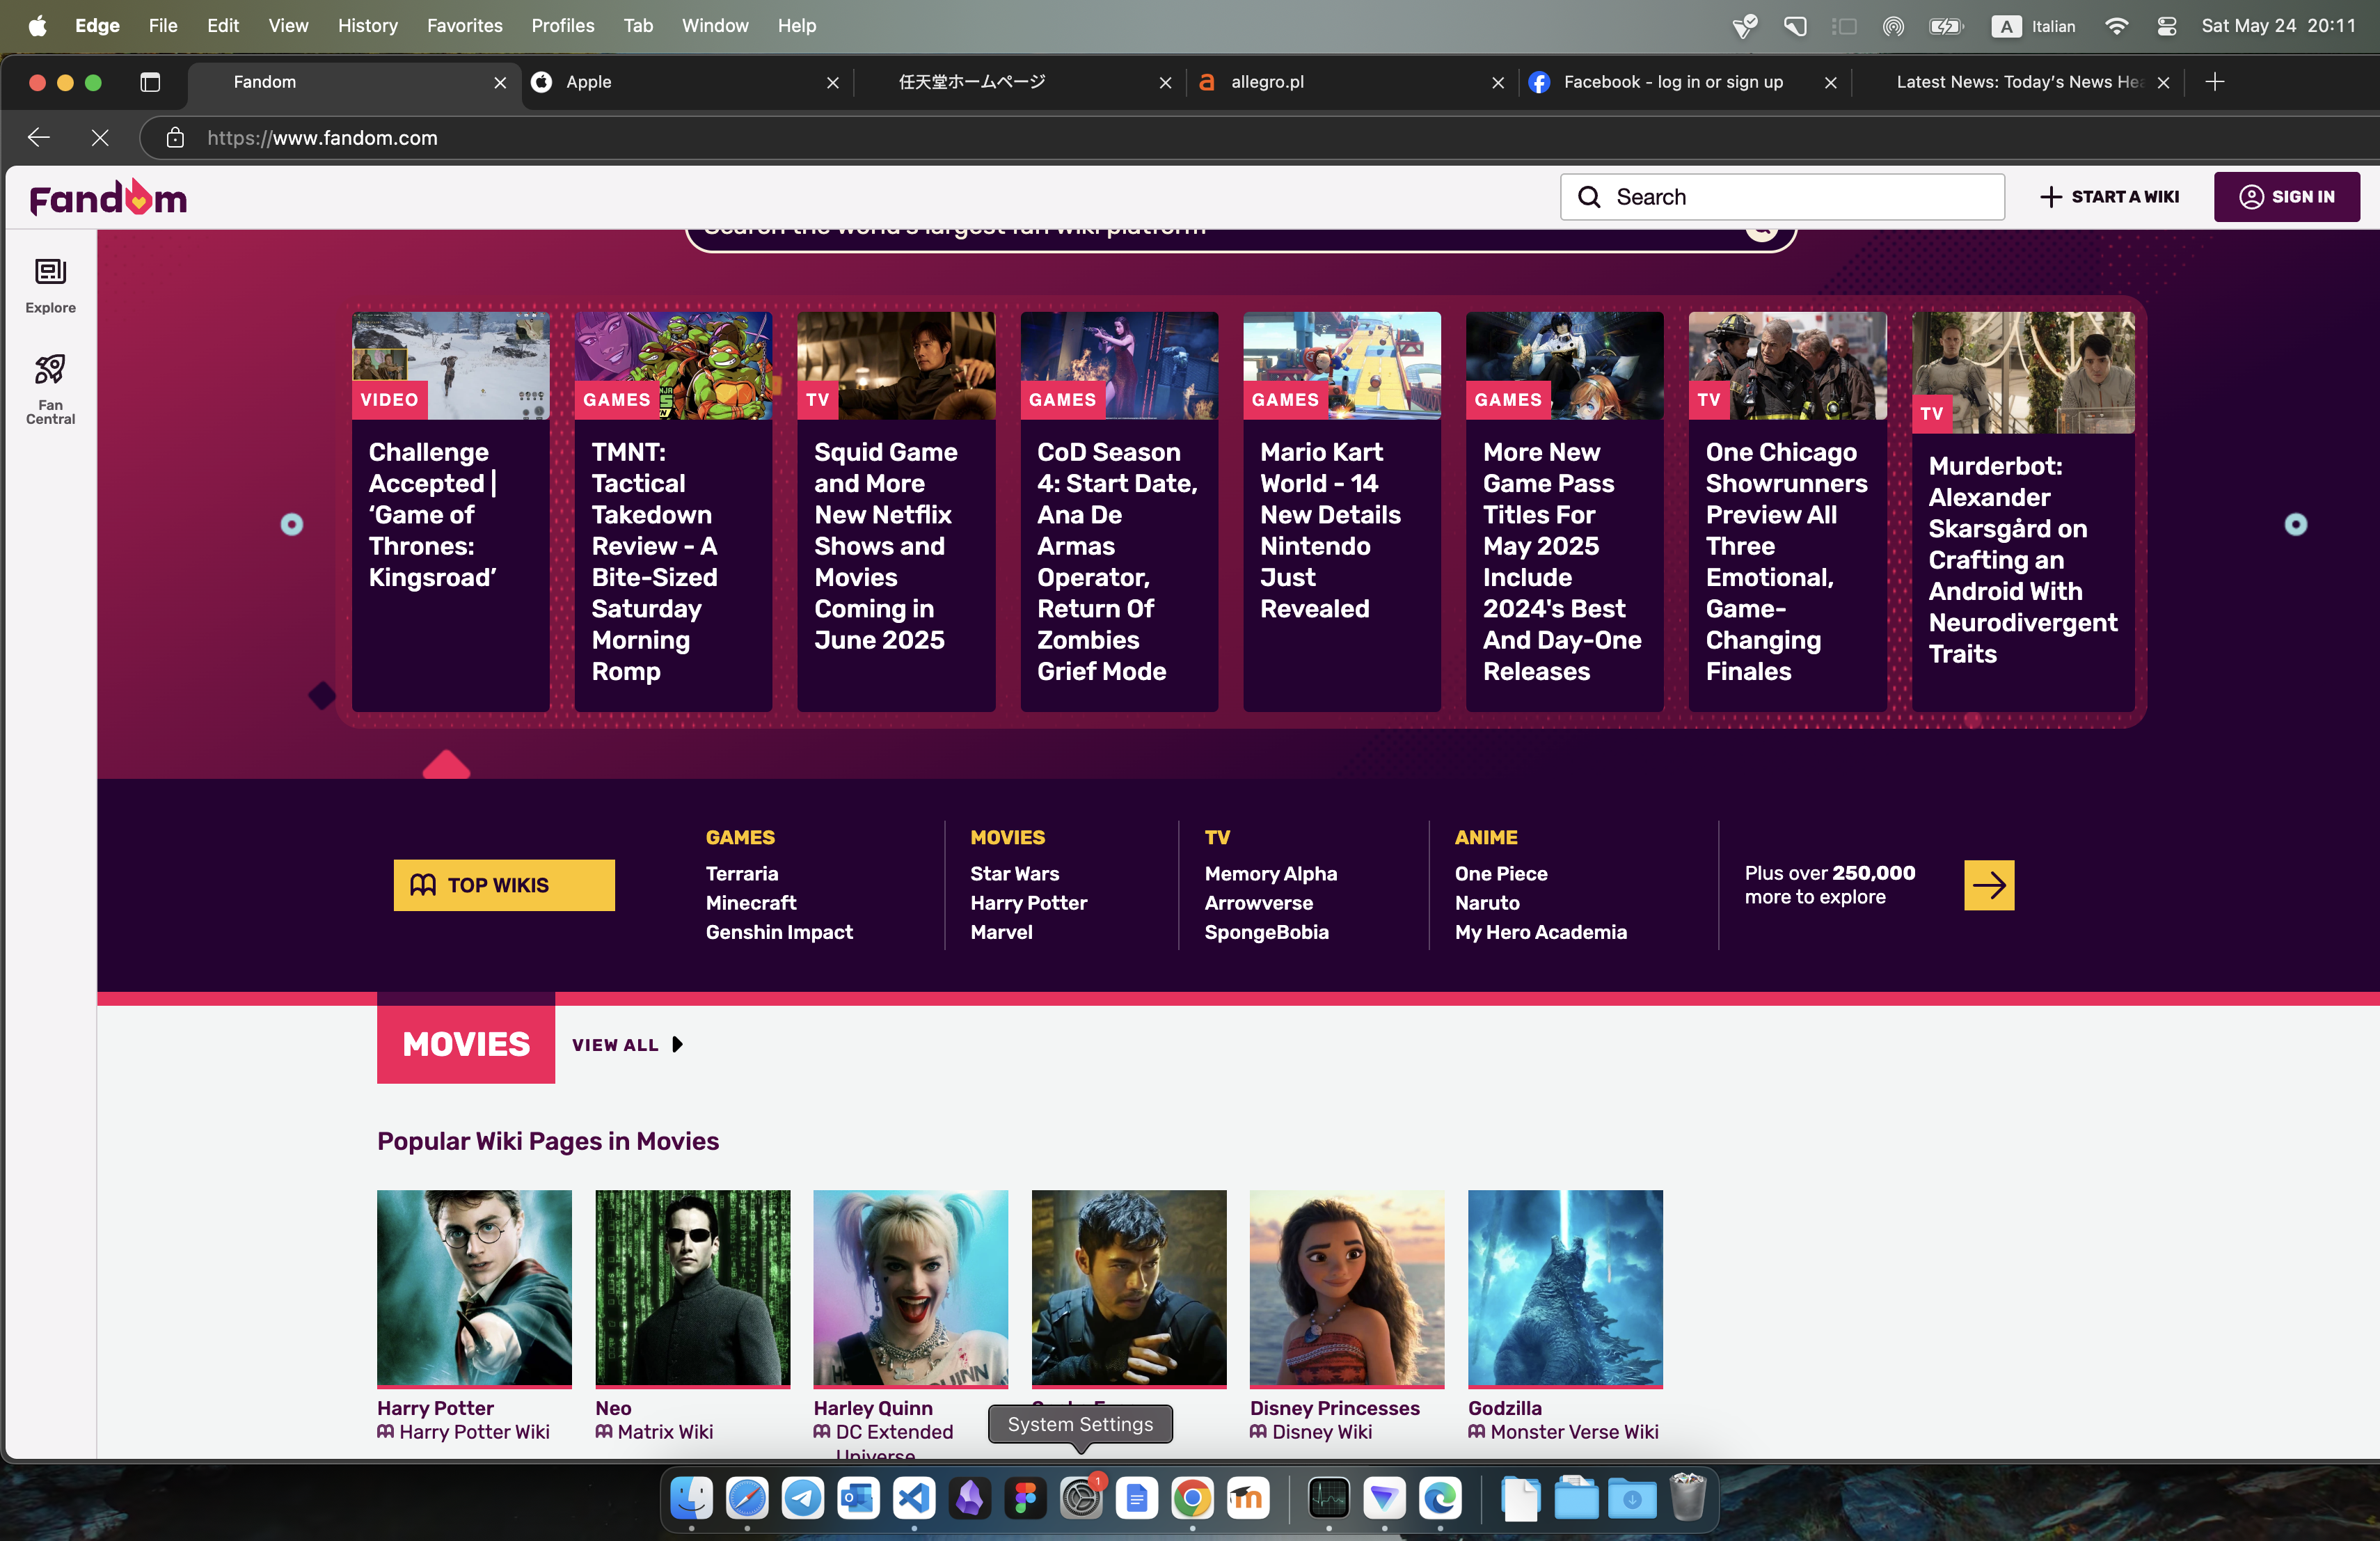 Edge File Edit View History Favorites Profiles Tab Window Help
A Italian Sat May 24 20:11
Fandom
Apple
任天堂ホームページ
allegro.pl
Facebook - log in or sign up
Latest News: Today's News Hea
https://www.fandom.com
Fandom
Search
START A WIKI
SIGN IN
Search the world's largest fan wiki platform
Explore
Fan
Central
VIDEO
Challenge
Accepted |
‘Game of
Thrones:
Kingsroad’
GAMES
TMNT:
Tactical
Takedown
Review - A
Bite-Sized
Saturday
Morning
Romp
TV
Squid Game
and More
New Netflix
Shows and
Movies
Coming in
June 2025
GAMES
CoD Season
4: Start Date,
Ana De
Armas
Operator,
Return Of
Zombies
Grief Mode
GAMES
Mario Kart
World - 14
New Details
Nintendo
Just
Revealed
GAMES
More New
Game Pass
Titles For
May 2025
Include
2024's Best
And Day-One
Releases
TV
One Chicago
Showrunners
Preview All
Three
Emotional,
Game-
Changing
Finales
TV
Murderbot:
Alexander
Skarsgård on
Crafting an
Android With
Neurodivergent
Traits
TOP WIKIS
GAMES
Terraria
Minecraft
Genshin Impact
MOVIES
Star Wars
Harry Potter
Marvel
TV
Memory Alpha
Arrowverse
SpongeBobia
ANIME
One Piece
Naruto
My Hero Academia
Plus over 250,000
more to explore
MOVIES
VIEW ALL
Popular Wiki Pages in Movies
Harry Potter
Harry Potter Wiki
Neo
Matrix Wiki
Harley Quinn
DC Extended
Universe
Disney Princesses
Disney Wiki
Godzilla
Monster Verse Wiki
System Settings
1